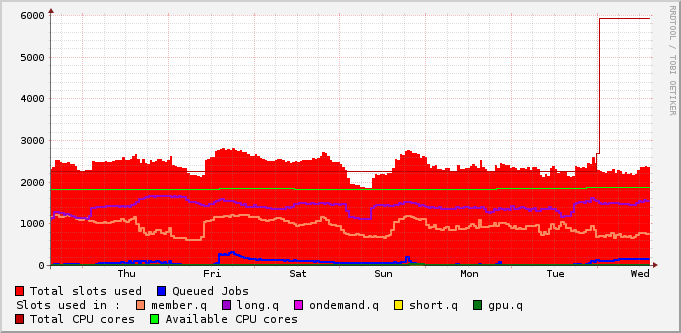 6000
5000
4000
3000
2000
1000
0
Thu Fri Sat Sun Mon Tue Wed
Total slots used Queued Jobs
Slots used in : member.q long.q ondemand.q short.q gpu.q
Total CPU cores Available CPU cores
RRDTOOL / TOBI OETIKER